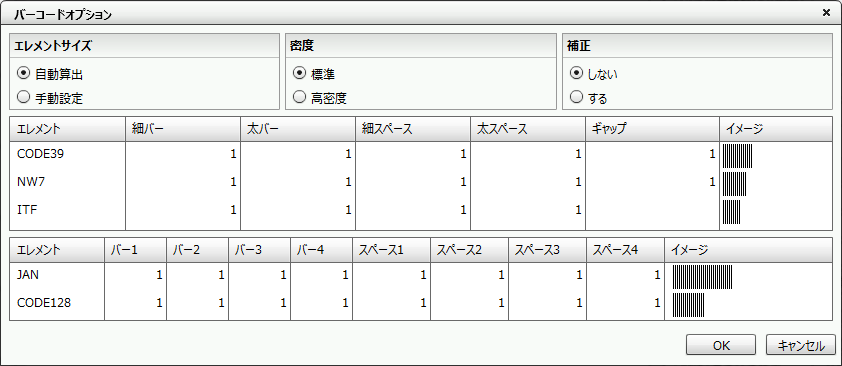 バーコードオプション ×
エレメントサイズ 密度 補正
自動算出 標準 しない
手動設定 高密度 する
エレメント 細バー 太バー 細スペース 太スペース ギャップ イメージ
CODE39 1 1 1 1 1
NW7 1 1 1 1 1
ITF 1 1 1 1
エレメント バー1 バー2 バー3 バー4 スペース1 スペース2 スペース3 スペース4 イメージ
JAN 1 1 1 1 1 1 1 1
CODE128 1 1 1 1 1 1 1 1
OK キャンセル